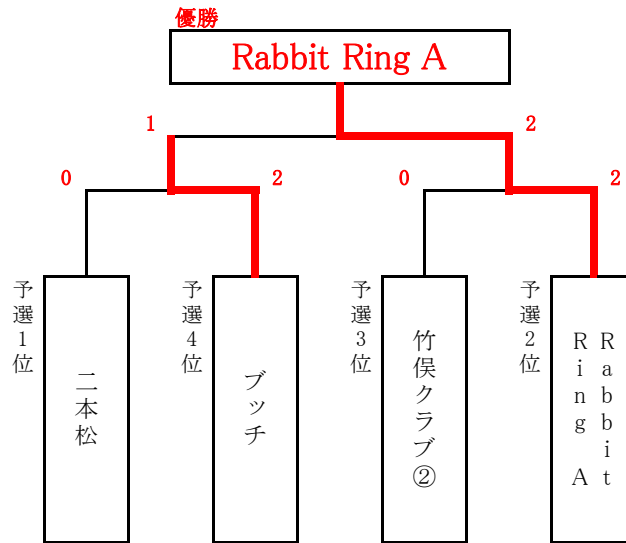 優勝
Rabbit Ring A
1
2
0
2
0
2
予選1位
二本松
予選4位
ブッチ
予選3位
竹俣クラブ②
予選2位
Rabbit
Ring A